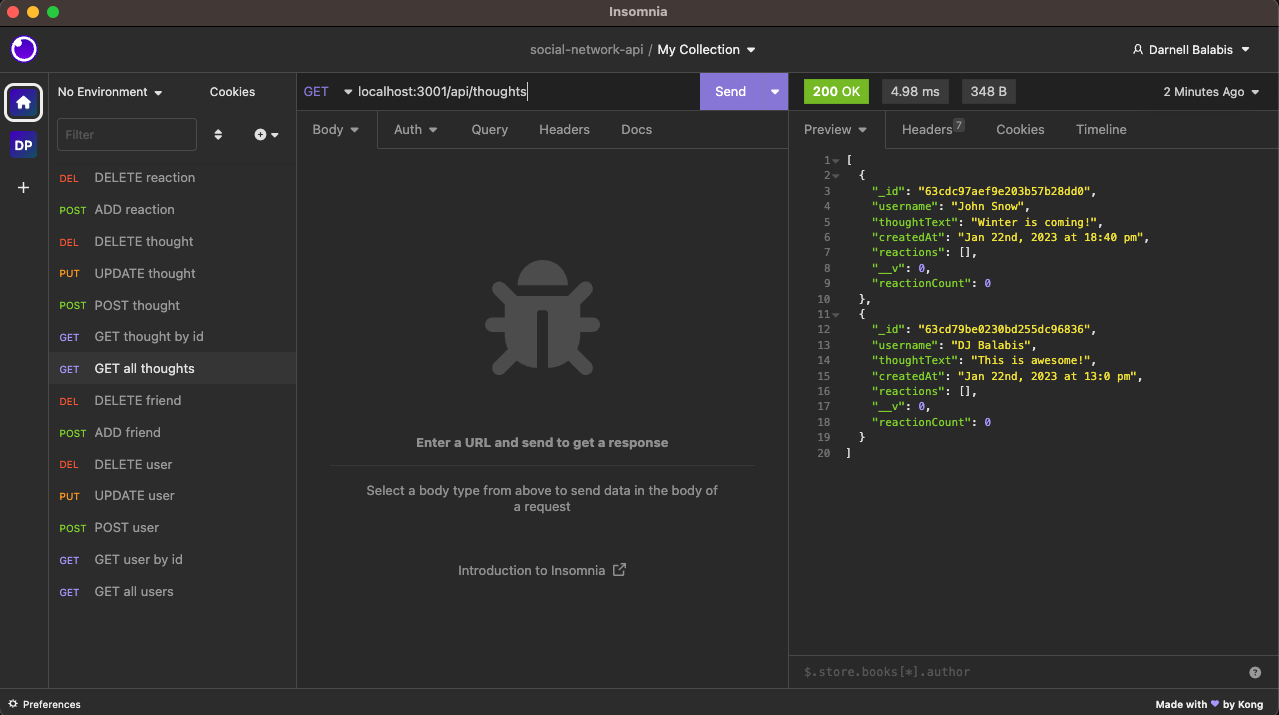 Insomnia
social-network-api / My Collection
Darnell Balabis
DP
+
No Environment
Cookies
Filter
DEL DELETE reaction
POST ADD reaction
DEL DELETE thought
PUT UPDATE thought
POST POST thought
GET GET thought by id
GET GET all thoughts
DEL DELETE friend
POST ADD friend
DEL DELETE user
PUT UPDATE user
POST POST user
GET GET user by id
GET GET all users
GET localhost:3001/api/thoughts Send
Body Auth Query Headers Docs
Enter a URL and send to get a response
Select a body type from above to send data in the body of
a request
Introduction to Insomnia
200 OK 4.98 ms 348 B 2 Minutes Ago
Preview Headers 7 Cookies Timeline
1 [
2 {
3 "_id": "63cdc97aef9e203b57b28dd0",
4 "username": "John Snow",
5 "thoughtText": "Winter is coming!",
6 "createdAt": "Jan 22nd, 2023 at 18:40 pm",
7 "reactions": [],
8 "__v": 0,
9 "reactionCount": 0
10 },
11 {
12 "_id": "63cd79be0230bd255dc96836",
13 "username": "DJ Balabis",
14 "thoughtText": "This is awesome!",
15 "createdAt": "Jan 22nd, 2023 at 13:0 pm",
16 "reactions": [],
17 "__v": 0,
18 "reactionCount": 0
19 }
20 ]
$.store.books[*].author
?
Preferences
Made with 💜 by Kong